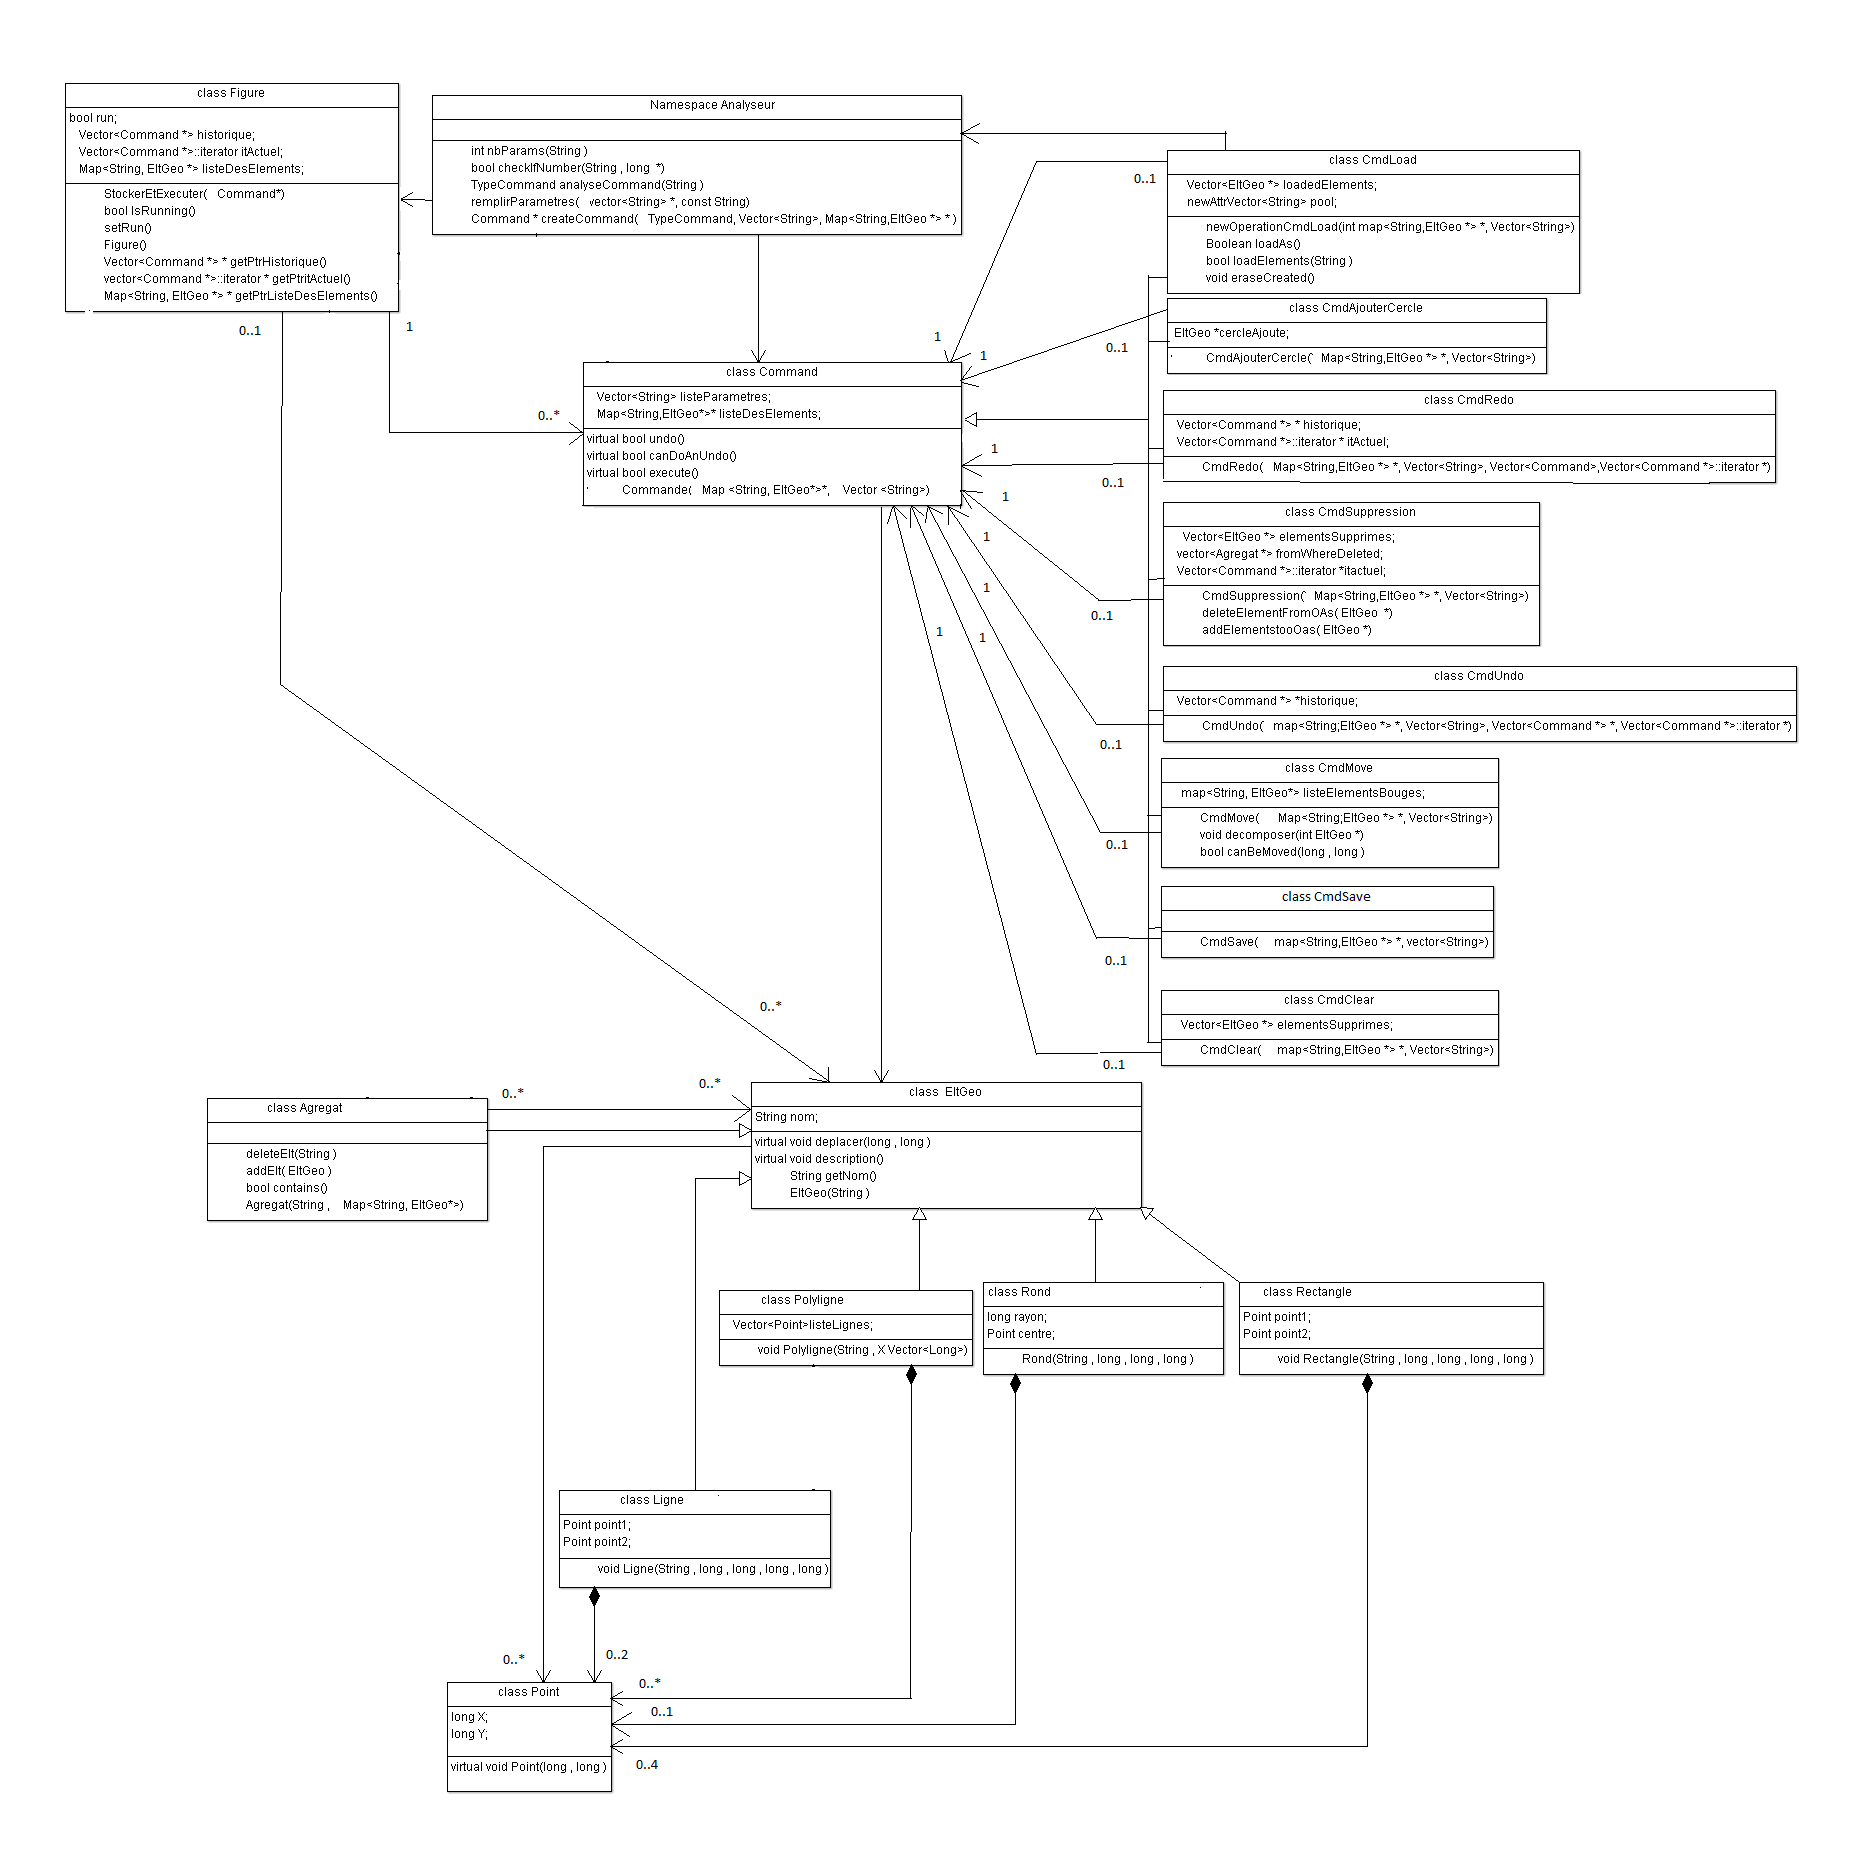 class Figure
bool run;
Vector<Command *> historique;
Vector<Command *>::iterator itActuel;
Map<String, EltGeo *> listeDesElements;
StockerEtExecuter( Command*)
bool IsRunning()
setRun()
Figure()
Vector<Command *> * getPtrHistorique()
vector<Command *>::iterator * getPtritActuel()
Map<String, EltGeo *> * getPtrListeDesElements()
0..1
1
Namespace Analyseur
int nbParams(String )
bool checkIfNumber(String , long *)
TypeCommand analyseCommand(String )
remplirParametres( vector<String> *, const String)
Command * createCommand( TypeCommand, Vector<String>, Map<String,EltGeo *> * )
class CmdLoad
Vector<EltGeo *> loadedElements;
newAttrVector<String> pool;
newOperationCmdLoad(int map<String,EltGeo *> *, Vector<String>)
Boolean loadAs()
bool loadElements(String )
void eraseCreated()
0..1
1
class CmdAjouterCercle
EltGeo *cercleAjoute;
CmdAjouterCercle(` Map<String,EltGeo *> *, Vector<String>)
0..1
1
class Command
Vector<String> listeParametres;
Map<String,EltGeo*>* listeDesElements;
virtual bool undo()
virtual bool canDoAnUndo()
virtual bool execute()
Commande( Map <String, EltGeo*>*, Vector <String>)
0..*
class CmdRedo
Vector<Command *> * historique;
Vector<Command *>::iterator * itActuel;
CmdRedo( Map<String,EltGeo *> *, Vector<String>, Vector<Command>,Vector<Command *>::iterator *)
1
0..1
1
class CmdSuppression
Vector<EltGeo *> elementsSupprimes;
vector<Agregat *> fromWhereDeleted;
Vector<Command *>::iterator *itactuel;
CmdSuppression(` Map<String,EltGeo *> *, Vector<String>)
deleteElementFromOAs( EltGeo *)
addElementstooOas( EltGeo *)
1
0..1
1
1
1
class CmdUndo
Vector<Command *> *historique;
CmdUndo( map<String;EltGeo *> *, Vector<String>, Vector<Command *> *, Vector<Command *>::iterator *)
0..1
class CmdMove
map<String, EltGeo*> listeElementsBouges;
CmdMove( Map<String;EltGeo *> *, Vector<String>)
void decomposer(int EltGeo *)
bool canBeMoved(long , long )
0..1
class CmdSave
CmdSave( map<String,EltGeo *> *, vector<String>)
0..1
class CmdClear
Vector<EltGeo *> elementsSupprimes;
CmdClear( map<String,EltGeo *> *, Vector<String>)
0..1
0..*
class EltGeo
String nom;
virtual void deplacer(long , long )
virtual void description()
String getNom()
EltGeo(String )
0..*
0..*
class Agregat
deleteElt(String )
addElt( EltGeo )
bool contains()
Agregat(String , Map<String, EltGeo*>)
class Polyligne
Vector<Point>listeLignes;
void Polyligne(String , X Vector<Long>)
class Rond
long rayon;
Point centre;
Rond(String , long , long , long )
class Rectangle
Point point1;
Point point2;
void Rectangle(String , long , long , long , long )
class Ligne
Point point1;
Point point2;
void Ligne(String , long , long , long , long )
0..*
0..2
0..*
0..1
0..4
class Point
long X;
long Y;
virtual void Point(long , long )